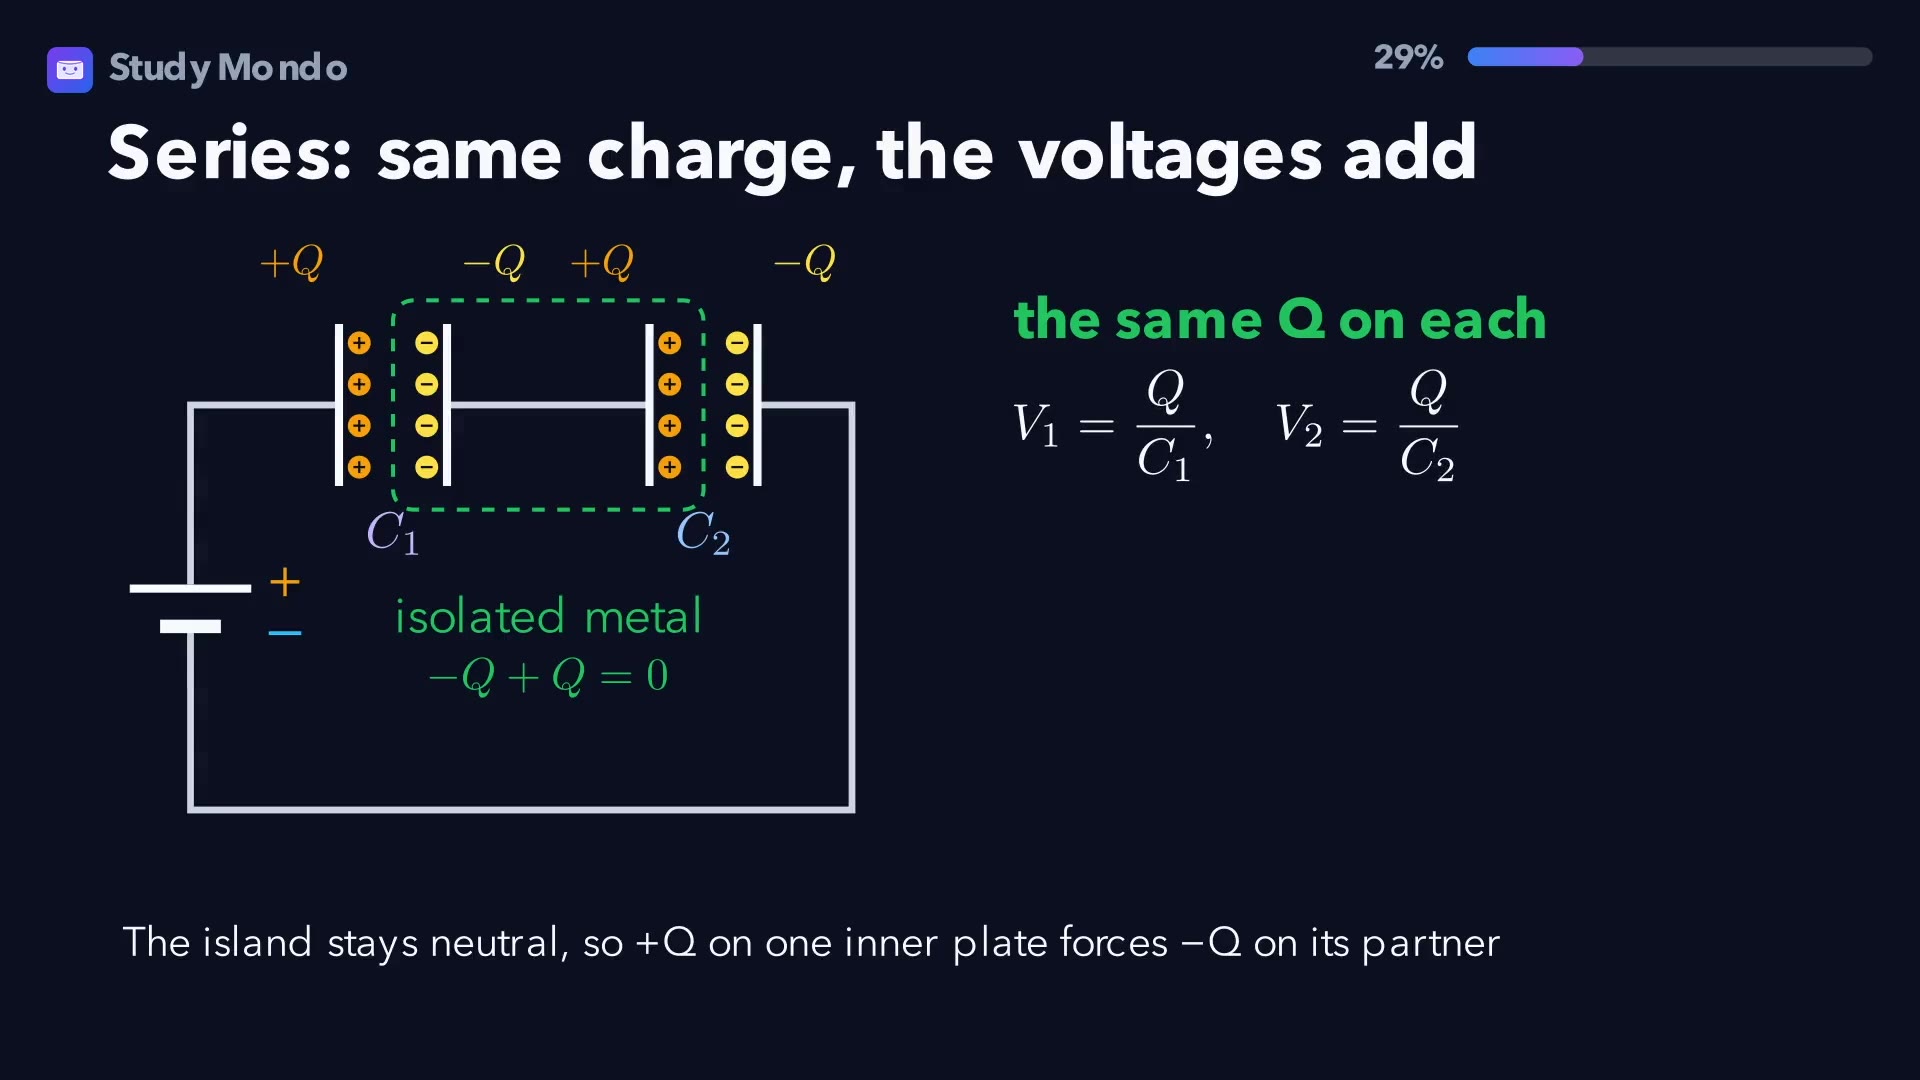 Study Mondo
29%
Series: same charge, the voltages add
+Q −Q +Q −Q
the same Q on each
V₁ = Q/C₁, V₂ = Q/C₂
C₁ C₂
+
−
isolated metal
−Q + Q = 0
The island stays neutral, so +Q on one inner plate forces −Q on its partner